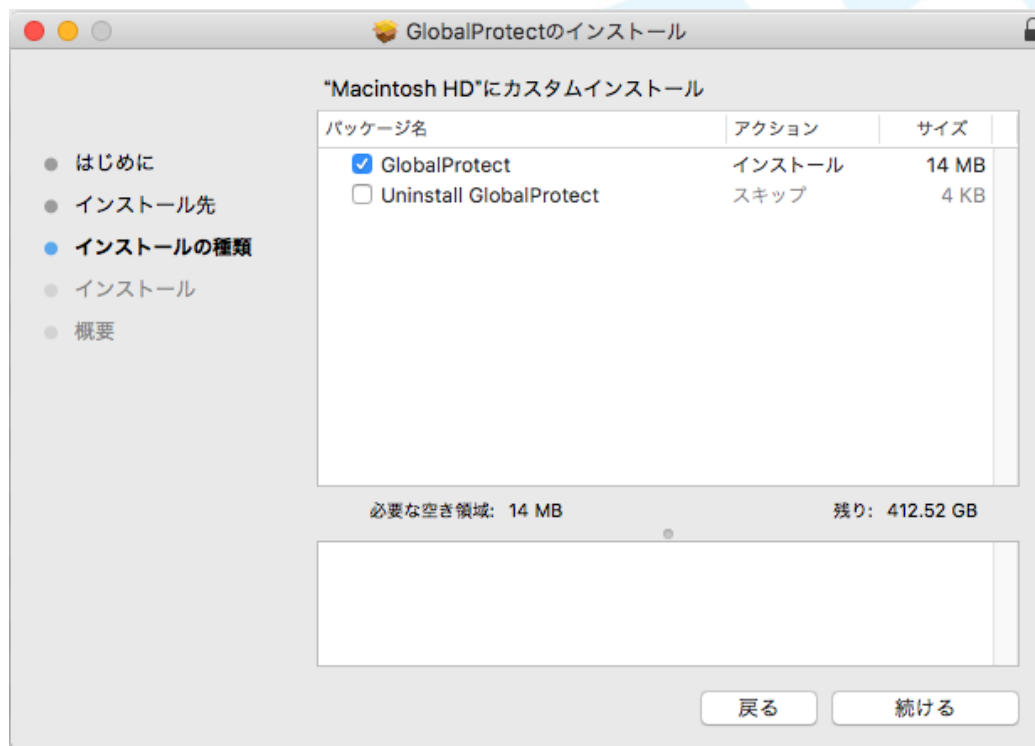 GlobalProtectのインストール
"Macintosh HD"にカスタムインストール
はじめに
インストール先
インストールの種類
インストール
概要
パッケージ名 アクション サイズ
GlobalProtect インストール 14 MB
Uninstall GlobalProtect スキップ 4 KB
必要な空き領域: 14 MB 残り: 412.52 GB
戻る 続ける